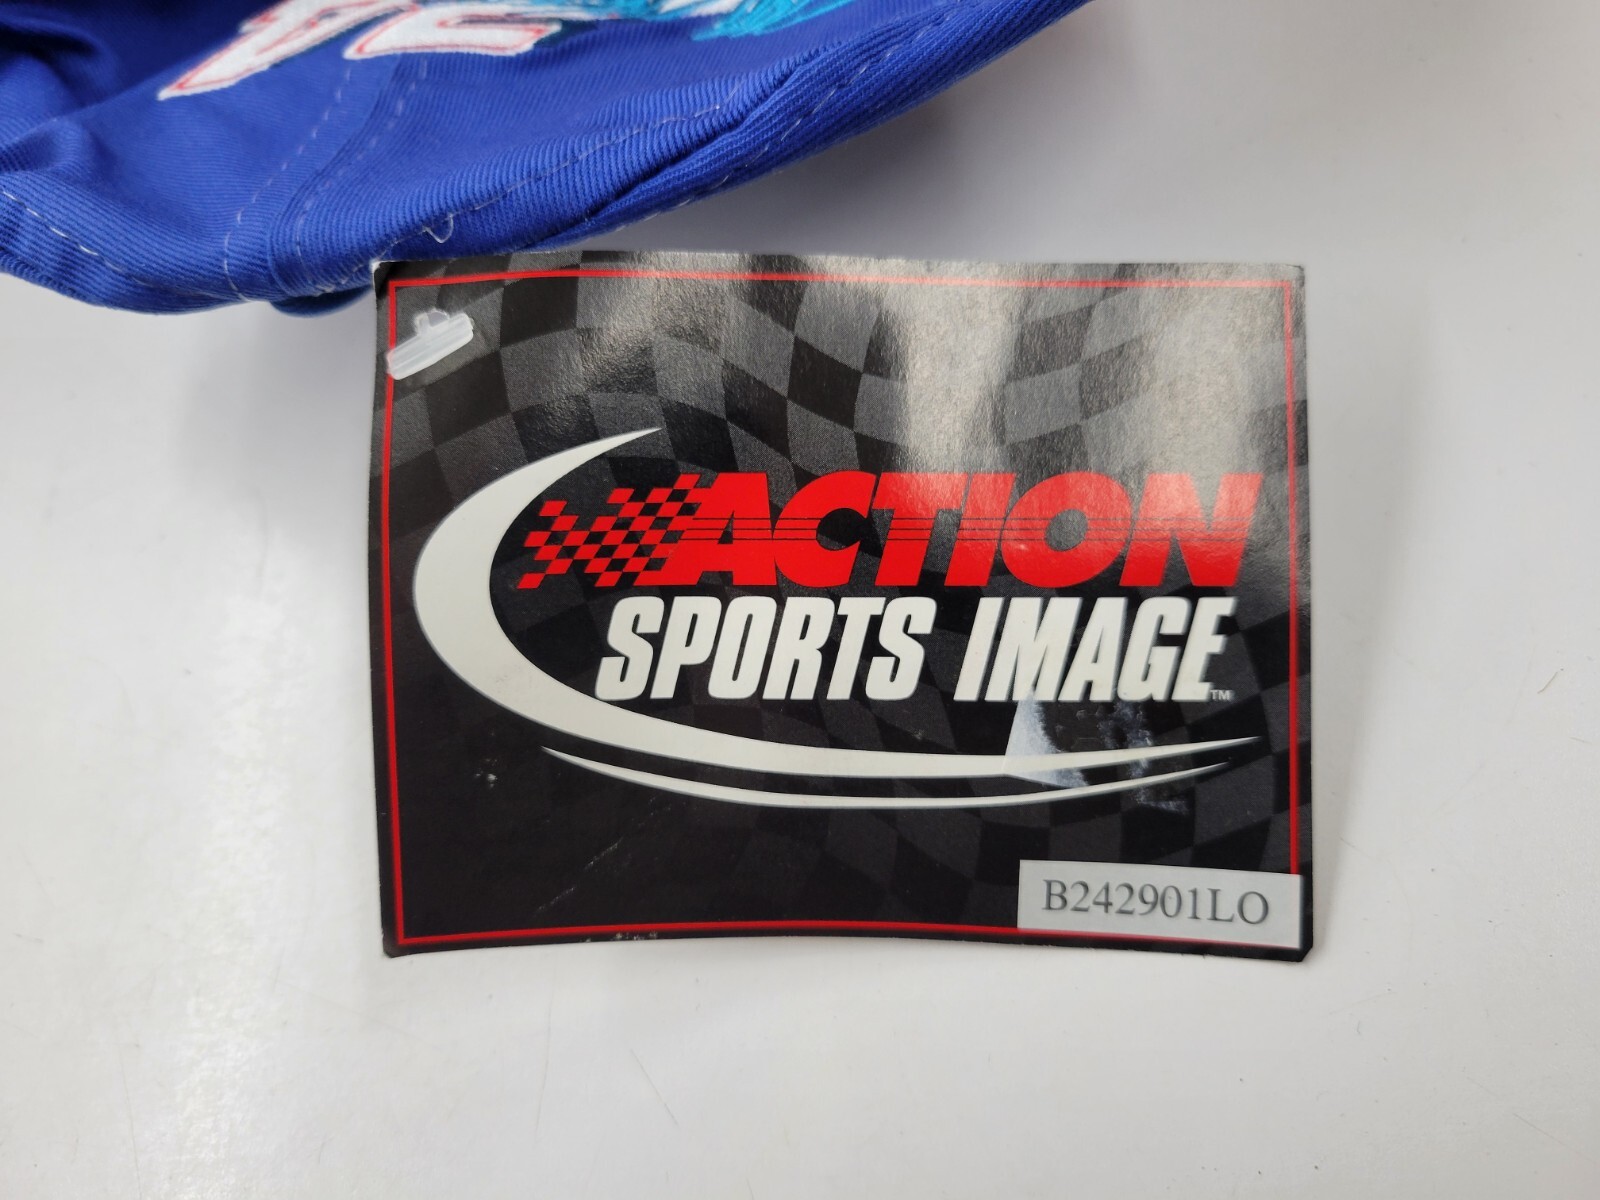 ACTION
SPORTS IMAGE™
B242901LO